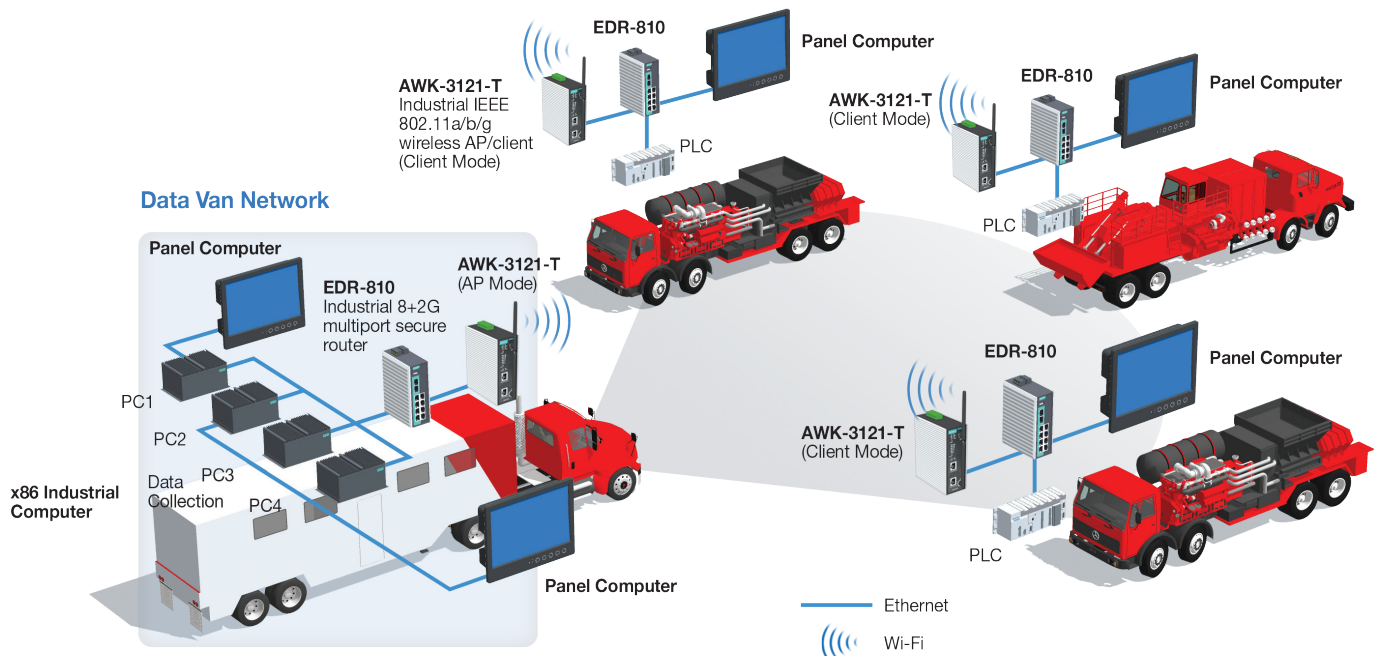 EDR-810
Panel Computer
AWK-3121-T
Industrial IEEE
802.11a/b/g
wireless AP/client
(Client Mode)
PLC
EDR-810
Panel Computer
AWK-3121-T
(Client Mode)
PLC
Data Van Network
Panel Computer
EDR-810
Industrial 8+2G
multiport secure
router
AWK-3121-T
(AP Mode)
PC1
PC2
PC3
PC4
Data
Collection
x86 Industrial
Computer
Panel Computer
EDR-810
Panel Computer
AWK-3121-T
(Client Mode)
PLC
Ethernet
Wi-Fi